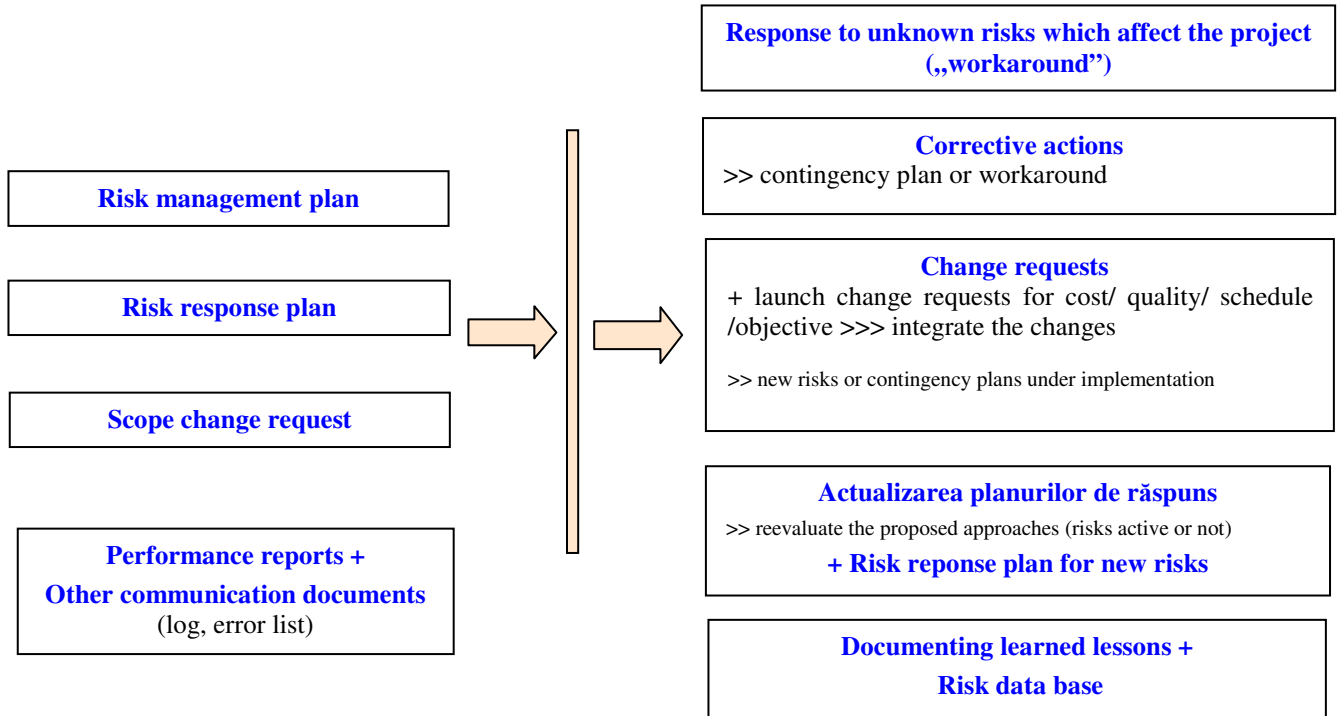 Risk management plan
Risk response plan
Scope change request
Performance reports +
Other communication documents
(log, error list)
Response to unknown risks which affect the project
(„workaround”)
Corrective actions
>> contingency plan or workaround
Change requests
+ launch change requests for cost/ quality/ schedule
/objective >>> integrate the changes
>> new risks or contingency plans under implementation
Actualizarea planurilor de răspuns
>> reevaluate the proposed approaches (risks active or not)
+ Risk reponse plan for new risks
Documenting learned lessons +
Risk data base